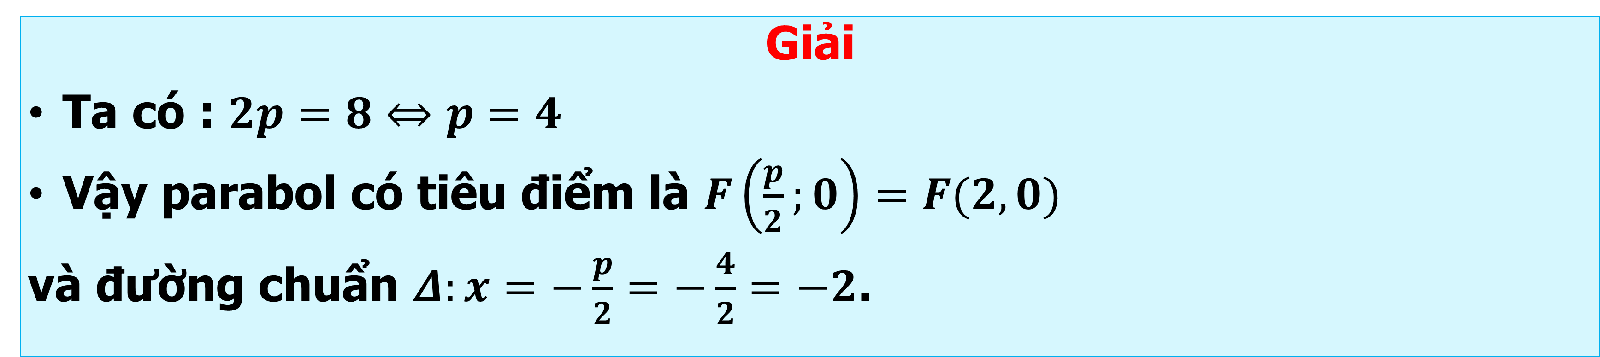 Giải
• Ta có : 2p = 8 ⇔ p = 4
• Vậy parabol có tiêu điểm là F(p/2; 0) = F(2, 0)
và đường chuẩn Δ: x = −p/2 = −4/2 = −2.